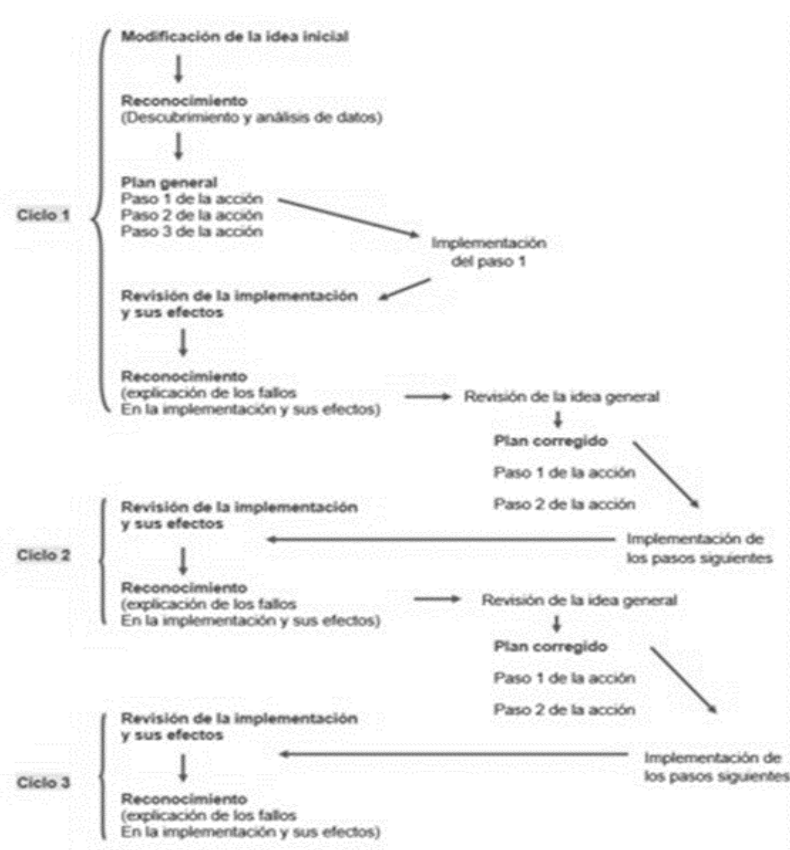 Modificación de la idea inicial
Reconocimiento
(Descubrimiento y análisis de datos)
Plan general
Paso 1 de la acción
Paso 2 de la acción
Paso 3 de la acción
Ciclo 1
Implementación
del paso 1
Revisión de la implementación
y sus efectos
Reconocimiento
(explicación de los fallos
En la implementación y sus efectos)
Revisión de la idea general
Plan corregido
Paso 1 de la acción
Paso 2 de la acción
Revisión de la implementación
y sus efectos
Implementación de
los pasos siguientes
Ciclo 2
Reconocimiento
(explicación de los fallos
En la implementación y sus efectos)
Revisión de la idea general
Plan corregido
Paso 1 de la acción
Paso 2 de la acción
Revisión de la implementación
y sus efectos
Implementación de
los pasos siguientes
Ciclo 3
Reconocimiento
(explicación de los fallos
En la implementación y sus efectos)